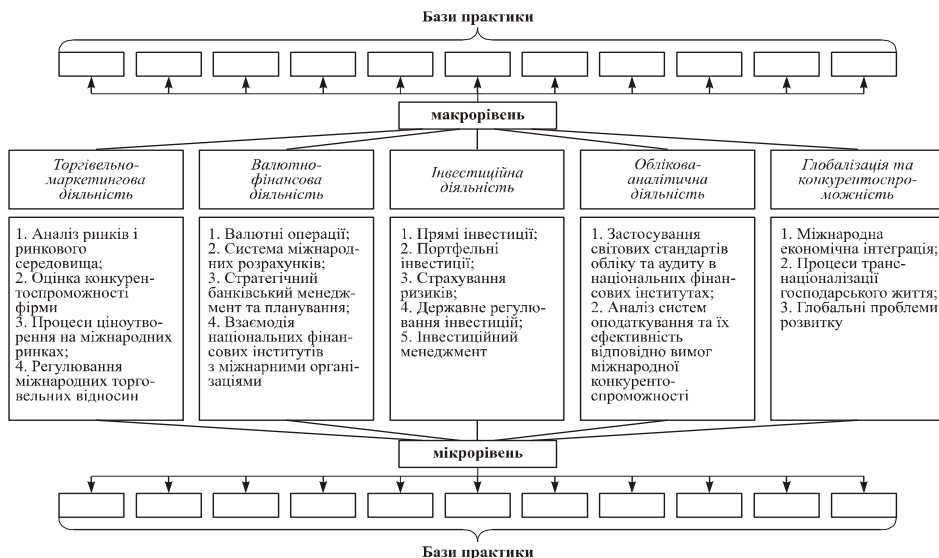 Бази практики
макрорівень
Торгівельно-
маркетингова
діяльність
Валютно-
фінансова
діяльність
Інвестиційна
діяльність
Облікова-
аналітична
діяльність
Глобалізація та
конкурентоспро-
можність
1. Аналіз ринків і
ринкового
середовища;
2. Оцінка конкурен-
тоспроможності
фірми
3. Процеси ціноутво-
рення на міжнародних
ринках;
4. Регулювання
міжнародних торго-
вельних відносин
1. Валютні операції;
2. Система міжнарод-
них розрахунків;
3. Стратегічний
банківський менедж-
мент та планування;
4. Взаємодія
національних фінан-
сових інститутів
з міжнарними органі-
заціями
1. Прямі інвестиції;
2. Портфельні
інвестиції;
3. Страхування
ризиків;
4. Державне регулю-
вання інвестицій;
5. Інвестиційний
менеджмент
1. Застосування
світових стандартів
обліку та аудиту в
національних фінан-
сових інститутах;
2. Аналіз систем
оподаткування та їх
ефективність
відповідно вимог
міжнародної
конкуренто-
спроможності
1. Міжнародна
економічна інтеграція;
2. Процеси транс-
націоналізації
господарського життя;
3. Глобальні проблеми
розвитку
мікрорівень
Бази практики